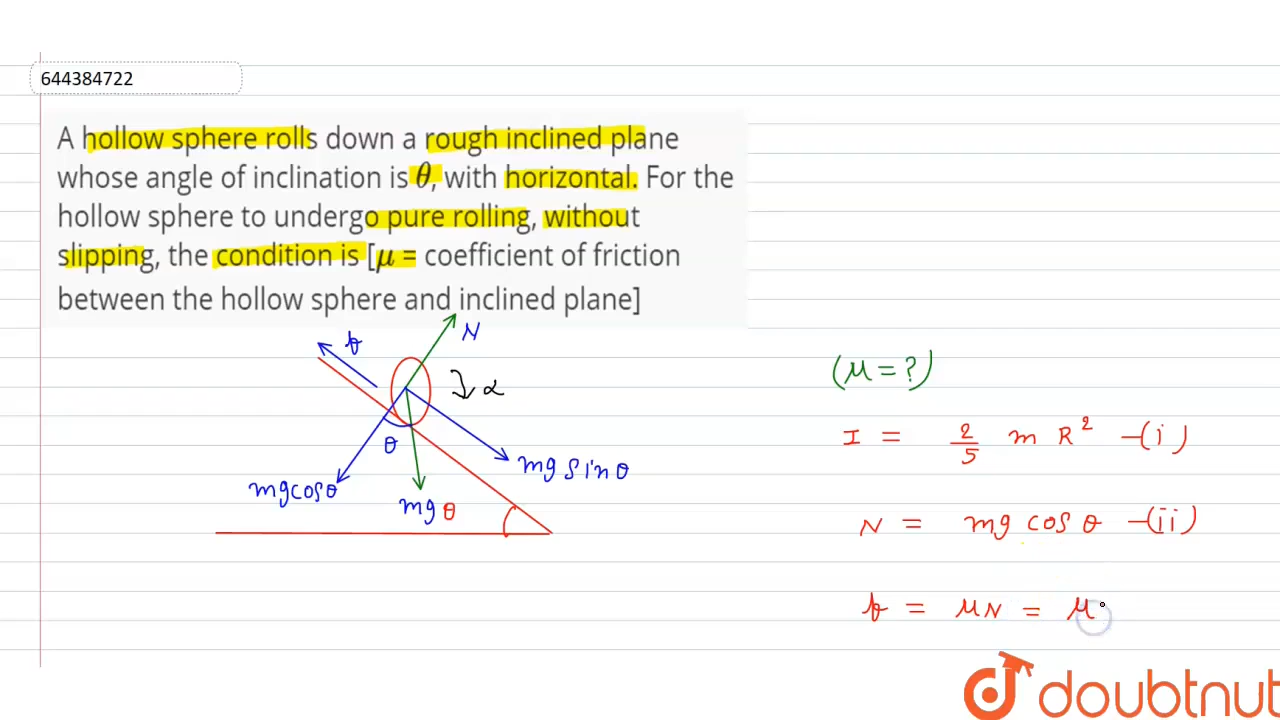 644384722
A hollow sphere rolls down a rough inclined plane
whose angle of inclination is θ, with horizontal. For the
hollow sphere to undergo pure rolling, without
slipping, the condition is [μ = coefficient of friction
between the hollow sphere and inclined plane]
f
N
α
θ
mg sinθ
mgcosθ
mg θ
(μ = ?)
I = 2/5 m R² –(i)
N = mg cos θ –(ii)
f = μN = μ
doubtnut